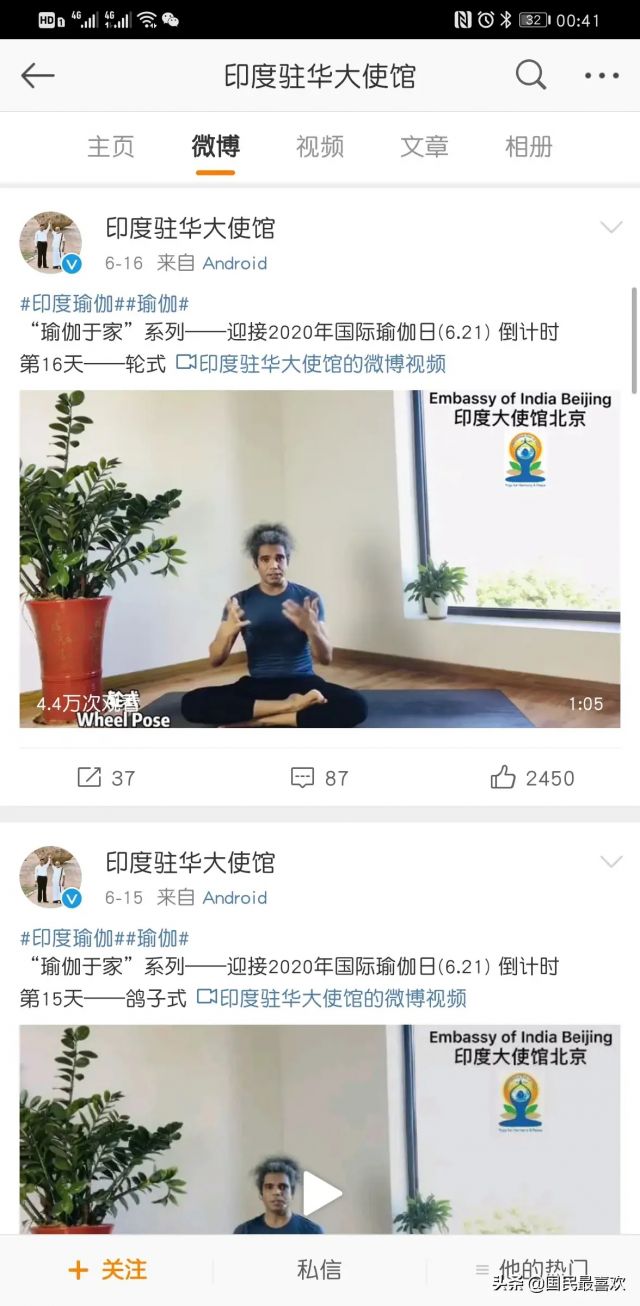 HD 4G 4G 32 00:41
印度驻华大使馆
主页 微博 视频 文章 相册
印度驻华大使馆
6-16 来自 Android
#印度瑜伽##瑜伽#
“瑜伽于家”系列——迎接2020年国际瑜伽日(6.21) 倒计时
第16天——轮式 印度驻华大使馆的微博视频
Embassy of India Beijing
印度大使馆北京
4.4万次观看 轮式 1:05
Wheel Pose
37 87 2450
印度驻华大使馆
6-15 来自 Android
#印度瑜伽##瑜伽#
“瑜伽于家”系列——迎接2020年国际瑜伽日(6.21) 倒计时
第15天——鸽子式 印度驻华大使馆的微博视频
Embassy of India Beijing
印度大使馆北京
+ 关注 私信 他的热门
头条 @国民最喜欢